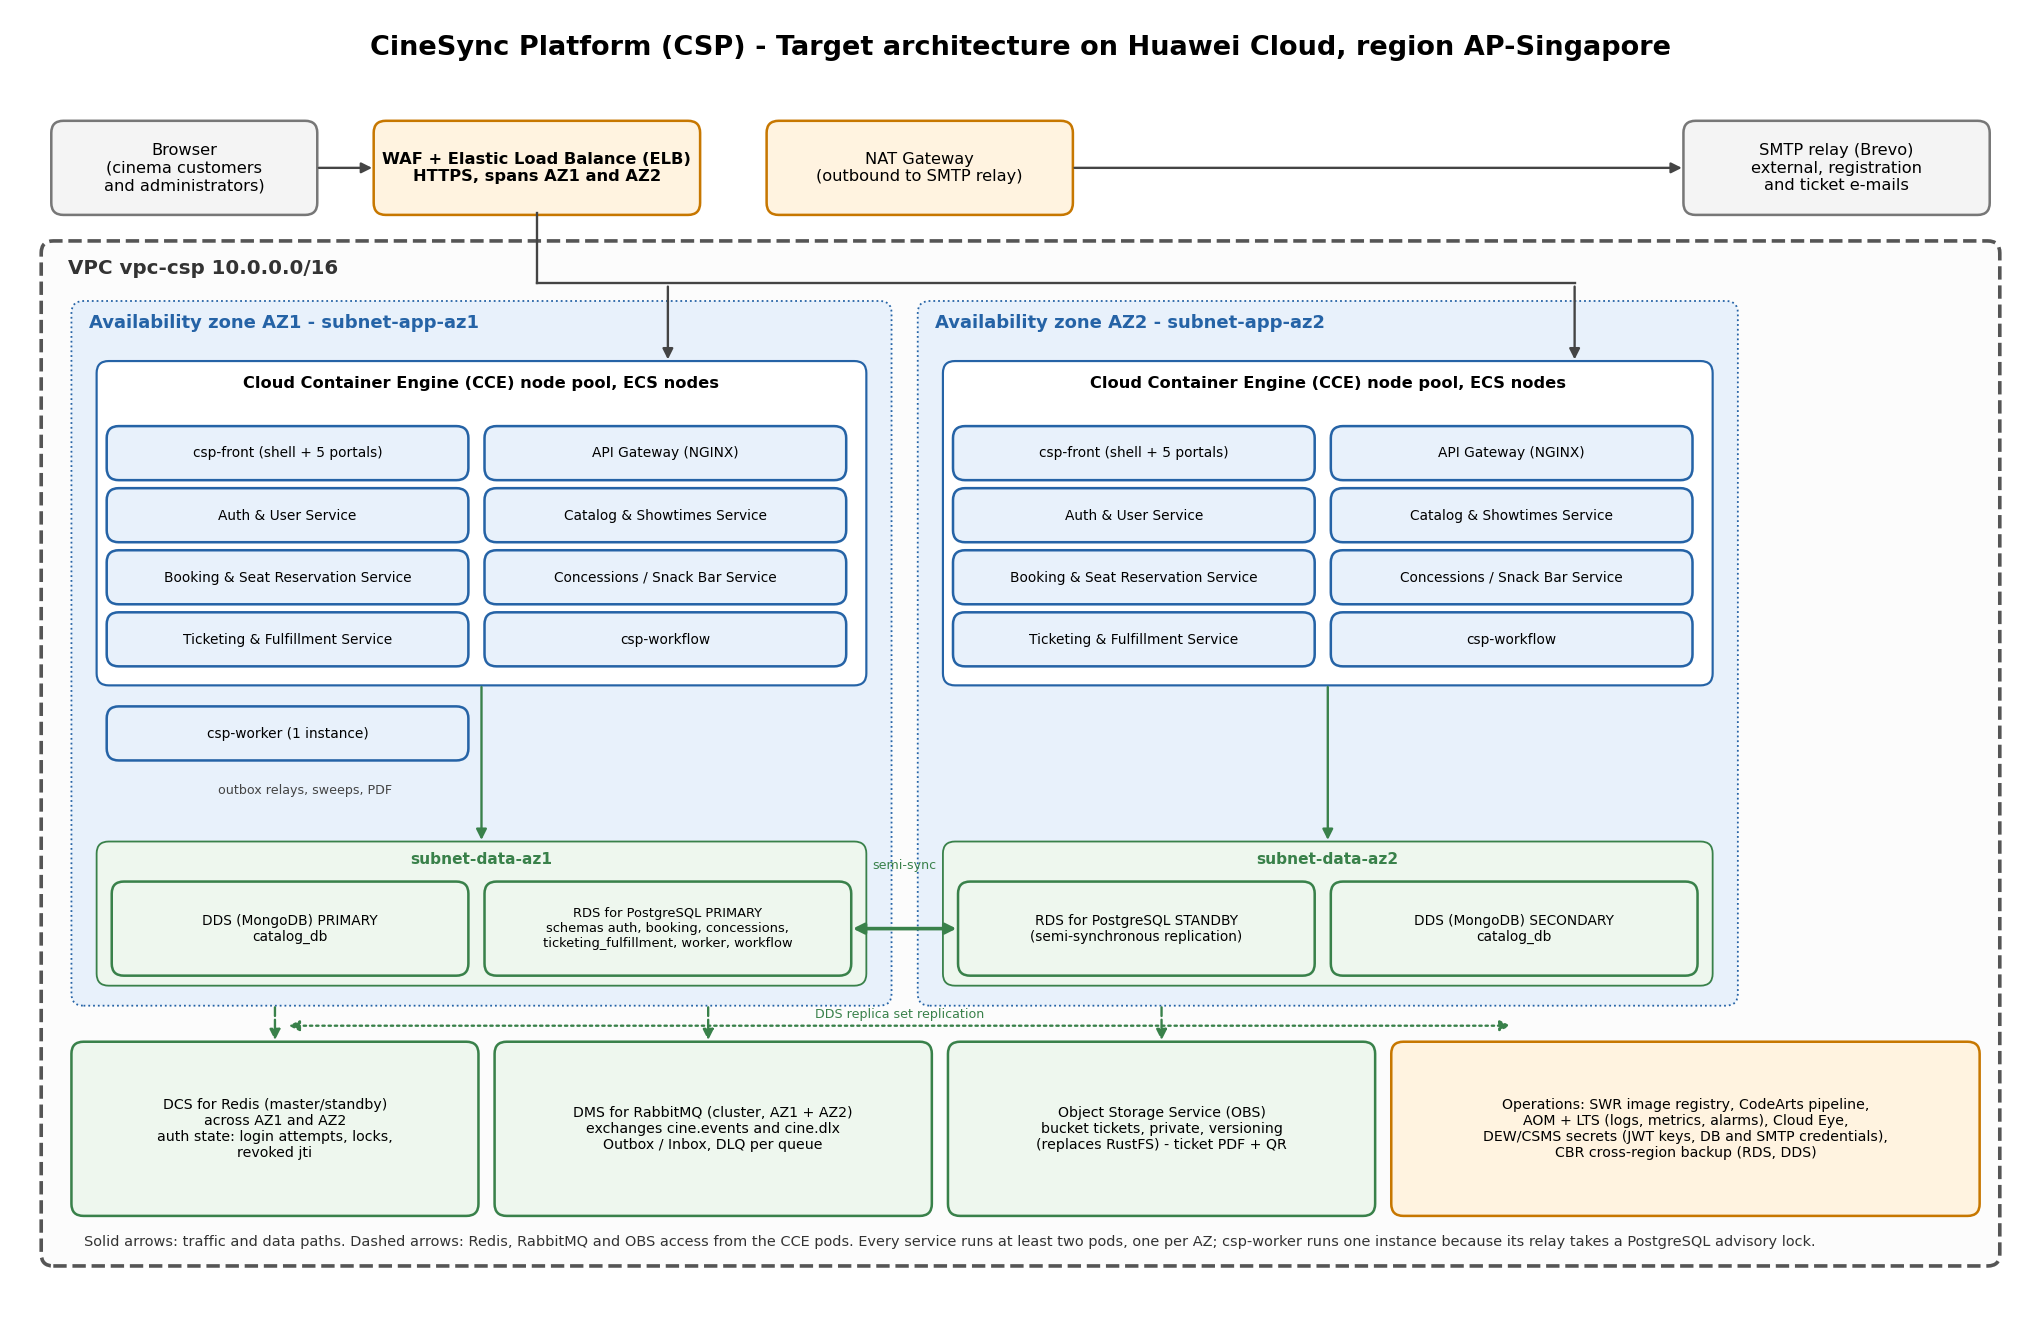 CineSync Platform (CSP) - Target architecture on Huawei Cloud, region AP-Singapore
Browser
(cinema customers
and administrators)
WAF + Elastic Load Balance (ELB)
HTTPS, spans AZ1 and AZ2
NAT Gateway
(outbound to SMTP relay)
SMTP relay (Brevo)
external, registration
and ticket e-mails
VPC vpc-csp 10.0.0.0/16
Availability zone AZ1 - subnet-app-az1
Cloud Container Engine (CCE) node pool, ECS nodes
csp-front (shell + 5 portals)
API Gateway (NGINX)
Auth & User Service
Catalog & Showtimes Service
Booking & Seat Reservation Service
Concessions / Snack Bar Service
Ticketing & Fulfillment Service
csp-workflow
csp-worker (1 instance)
outbox relays, sweeps, PDF
subnet-data-az1
DDS (MongoDB) PRIMARY
catalog_db
RDS for PostgreSQL PRIMARY
schemas auth, booking, concessions,
ticketing_fulfillment, worker, workflow
semi-sync
Availability zone AZ2 - subnet-app-az2
Cloud Container Engine (CCE) node pool, ECS nodes
csp-front (shell + 5 portals)
API Gateway (NGINX)
Auth & User Service
Catalog & Showtimes Service
Booking & Seat Reservation Service
Concessions / Snack Bar Service
Ticketing & Fulfillment Service
csp-workflow
subnet-data-az2
RDS for PostgreSQL STANDBY
(semi-synchronous replication)
DDS (MongoDB) SECONDARY
catalog_db
DDS replica set replication
DCS for Redis (master/standby)
across AZ1 and AZ2
auth state: login attempts, locks,
revoked jti
DMS for RabbitMQ (cluster, AZ1 + AZ2)
exchanges cine.events and cine.dlx
Outbox / Inbox, DLQ per queue
Object Storage Service (OBS)
bucket tickets, private, versioning
(replaces RustFS) - ticket PDF + QR
Operations: SWR image registry, CodeArts pipeline,
AOM + LTS (logs, metrics, alarms), Cloud Eye,
DEW/CSMS secrets (JWT keys, DB and SMTP credentials),
CBR cross-region backup (RDS, DDS)
Solid arrows: traffic and data paths. Dashed arrows: Redis, RabbitMQ and OBS access from the CCE pods. Every service runs at least two pods, one per AZ; csp-worker runs one instance because its relay takes a PostgreSQL advisory lock.